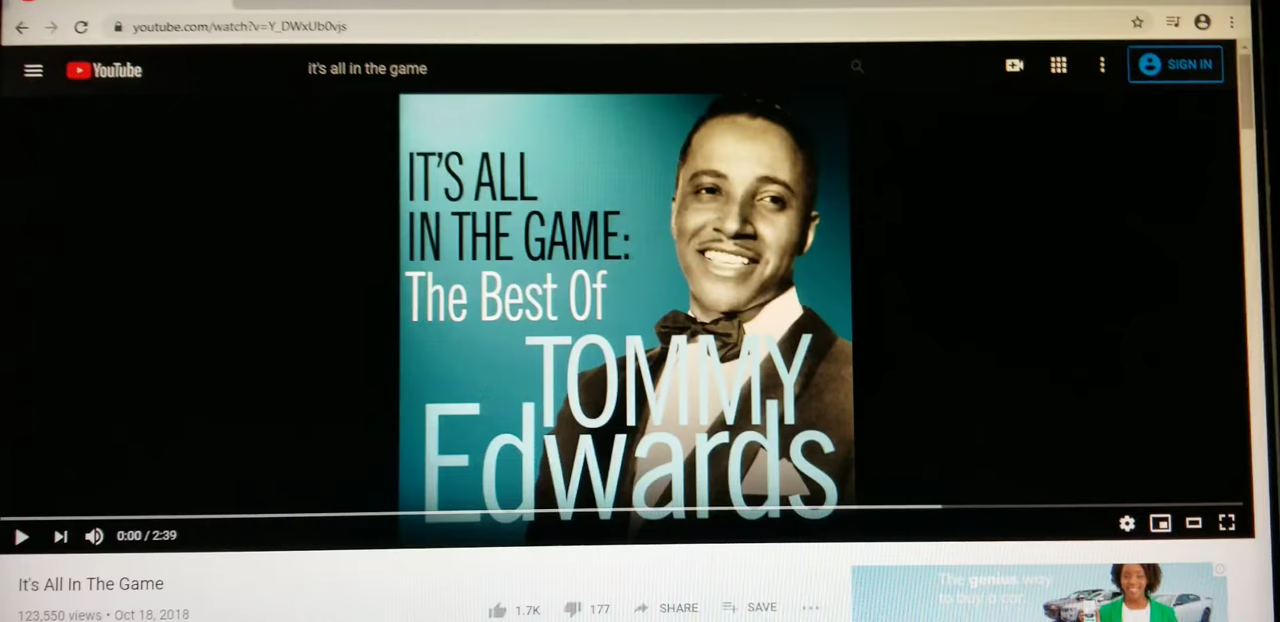 youtube.com/watch?v=Y_DWxUb0vjs
YouTube
it's all in the game
SIGN IN
IT'S ALL
IN THE GAME:
The Best Of
TOMMY
Edwards
0:00 / 2:39
It's All In The Game
123,550 views • Oct 18, 2018
1.7K
177
SHARE
SAVE
The genius way
to buy a car.